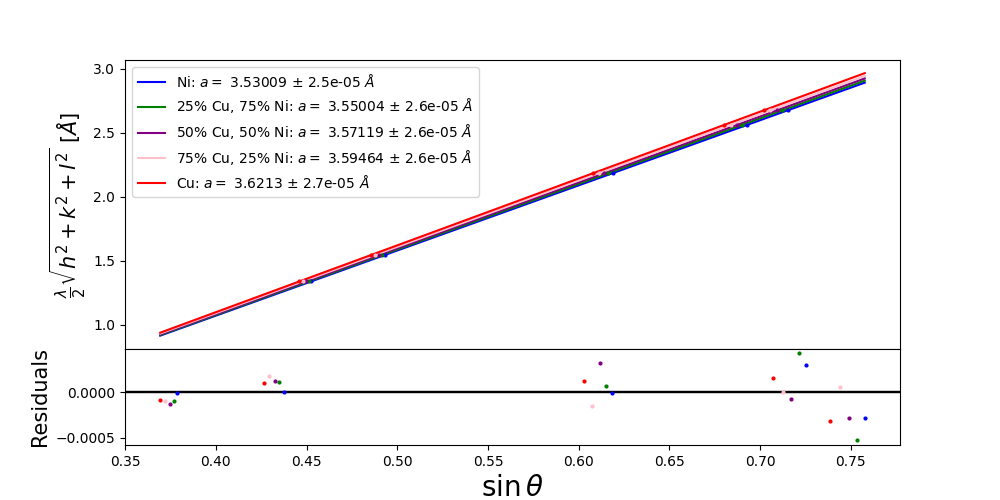 3.0
2.5
2.0
1.5
1.0
λ/2 √h² + k² + l² [Å]
Ni: a = 3.53009 ± 2.5e-05 Å
25% Cu, 75% Ni: a = 3.55004 ± 2.6e-05 Å
50% Cu, 50% Ni: a = 3.57119 ± 2.6e-05 Å
75% Cu, 25% Ni: a = 3.59464 ± 2.6e-05 Å
Cu: a = 3.6213 ± 2.7e-05 Å
Residuals
0.0000
−0.0005
0.35 0.40 0.45 0.50 0.55 0.60 0.65 0.70 0.75
sin θ